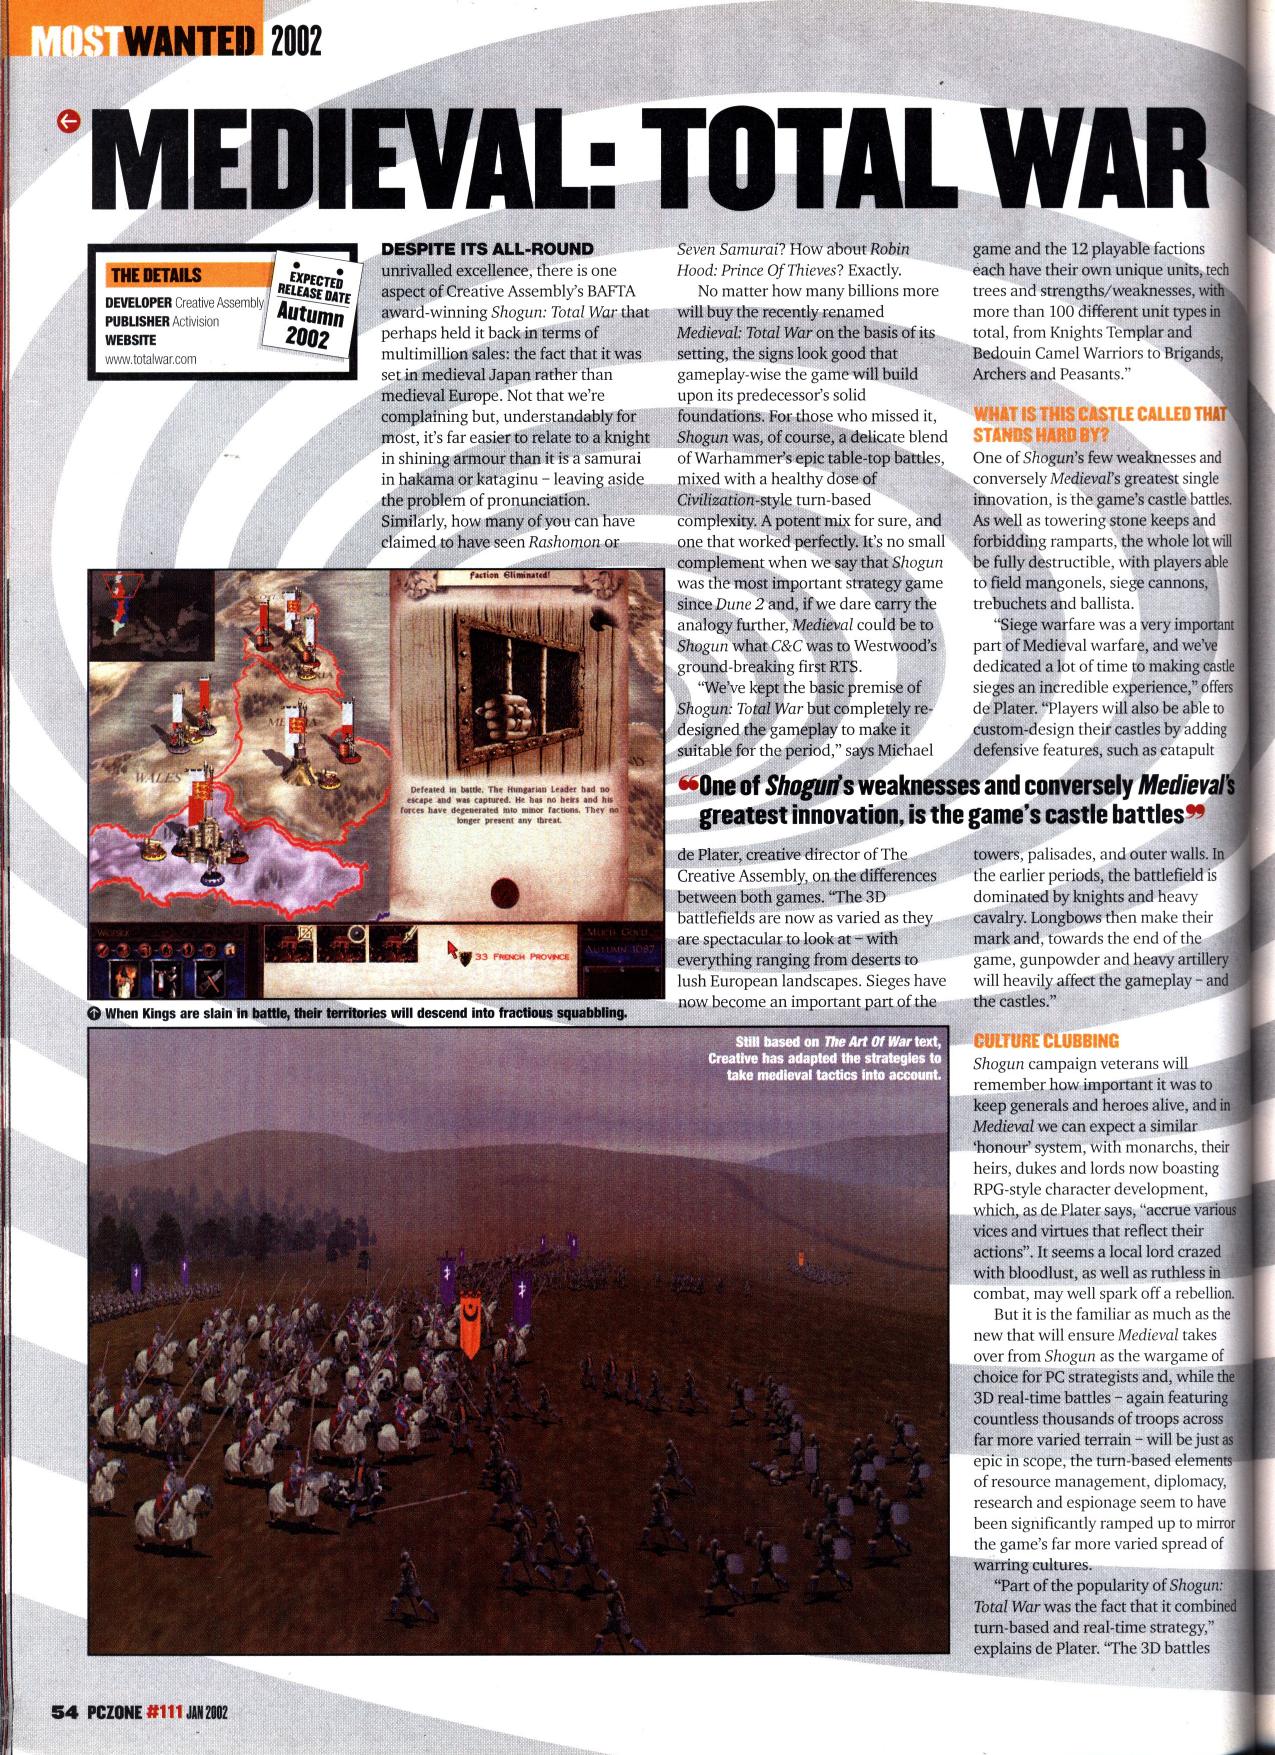 MOSTWANTED 2002
MEDIEVAL: TOTAL WAR
THE DETAILS
DEVELOPER Creative Assembly
PUBLISHER Activision
WEBSITE
www.totalwar.com
EXPECTED
RELEASE DATE
Autumn
2002
DESPITE ITS ALL-ROUND
unrivalled excellence, there is one
aspect of Creative Assembly's BAFTA
award-winning Shogun: Total War that
perhaps held it back in terms of
multimillion sales: the fact that it was
set in medieval Japan rather than
medieval Europe. Not that we're
complaining but, understandably for
most, it's far easier to relate to a knight
in shining armour than it is a samurai
in hakama or kataginu – leaving aside
the problem of pronunciation.
Similarly, how many of you can have
claimed to have seen Rashomon or
Seven Samurai? How about Robin
Hood: Prince Of Thieves? Exactly.
No matter how many billions more
will buy the recently renamed
Medieval: Total War on the basis of its
setting, the signs look good that
gameplay-wise the game will build
upon its predecessor's solid
foundations. For those who missed it,
Shogun was, of course, a delicate blend
of Warhammer's epic table-top battles,
mixed with a healthy dose of
Civilization-style turn-based
complexity. A potent mix for sure, and
one that worked perfectly. It's no small
complement when we say that Shogun
was the most important strategy game
since Dune 2 and, if we dare carry the
analogy further, Medieval could be to
Shogun what C&C was to Westwood's
ground-breaking first RTS.
"We've kept the basic premise of
Shogun: Total War but completely re-
designed the gameplay to make it
suitable for the period," says Michael
de Plater, creative director of The
Creative Assembly, on the differences
between both games. "The 3D
battlefields are now as varied as they
are spectacular to look at – with
everything ranging from deserts to
lush European landscapes. Sieges have
now become an important part of the
game and the 12 playable factions
each have their own unique units, tech
trees and strengths/weaknesses, with
more than 100 different unit types in
total, from Knights Templar and
Bedouin Camel Warriors to Brigands,
Archers and Peasants."
WHAT IS THIS CASTLE CALLED THAT
STANDS HARD BY?
One of Shogun's few weaknesses and
conversely Medieval's greatest single
innovation, is the game's castle battles.
As well as towering stone keeps and
forbidding ramparts, the whole lot will
be fully destructible, with players able
to field mangonels, siege cannons,
trebuchets and ballista.
"Siege warfare was a very important
part of Medieval warfare, and we've
dedicated a lot of time to making castle
sieges an incredible experience," offers
de Plater. "Players will also be able to
custom-design their castles by adding
defensive features, such as catapult
towers, palisades, and outer walls. In
the earlier periods, the battlefield is
dominated by knights and heavy
cavalry. Longbows then make their
mark and, towards the end of the
game, gunpowder and heavy artillery
will heavily affect the gameplay – and
the castles."
"One of Shogun's weaknesses and conversely Medieval's
greatest innovation, is the game's castle battles"
CULTURE CLUBBING
Shogun campaign veterans will
remember how important it was to
keep generals and heroes alive, and in
Medieval we can expect a similar
'honour' system, with monarchs, their
heirs, dukes and lords now boasting
RPG-style character development,
which, as de Plater says, "accrue various
vices and virtues that reflect their
actions". It seems a local lord crazed
with bloodlust, as well as ruthless in
combat, may well spark off a rebellion.
But it is the familiar as much as the
new that will ensure Medieval takes
over from Shogun as the wargame of
choice for PC strategists and, while the
3D real-time battles – again featuring
countless thousands of troops across
far more varied terrain – will be just as
epic in scope, the turn-based elements
of resource management, diplomacy,
research and espionage seem to have
been significantly ramped up to mirror
the game's far more varied spread of
warring cultures.
"Part of the popularity of Shogun:
Total War was the fact that it combined
turn-based and real-time strategy,"
explains de Plater. "The 3D battles
Faction Eliminated!
Defeated in battle, The Hungarian Leader had no
escape and was captured. He has no heirs and his
forces have degenerated into minor factions. They no
longer present any threat.
WALES
WESSEX
33 FRENCH PROVINCE
MUCH GOLD
AUTUMN 1087
When Kings are slain in battle, their territories will descend into fractious squabbling.
Still based on The Art Of War text,
Creative has adapted the strategies to
take medieval tactics into account.
54 PCZONE #111 JAN 2002